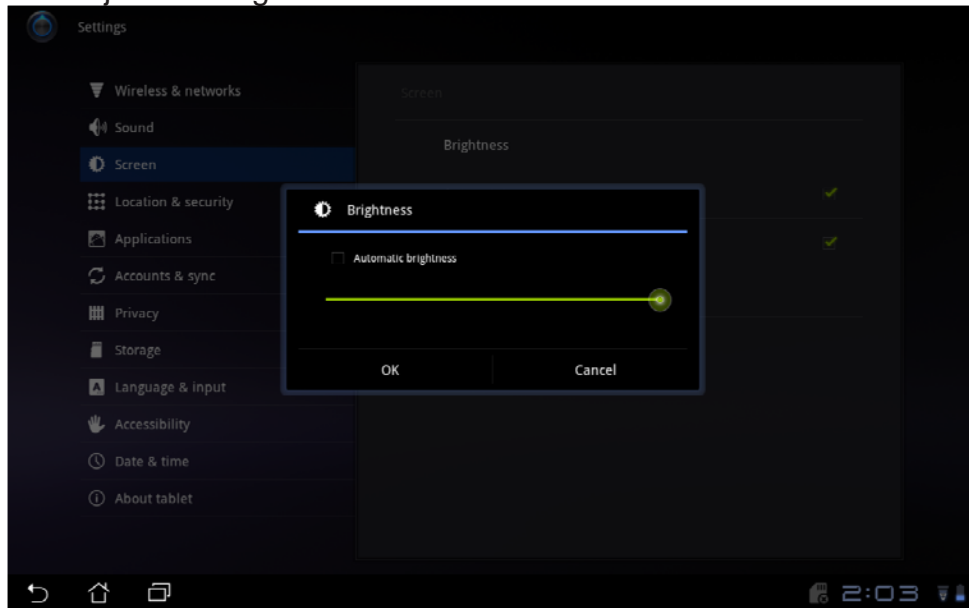 Settings
Wireless & networks
Sound
Screen
Location & security
Applications
Accounts & sync
Privacy
Storage
Language & input
Accessibility
Date & time
About tablet
Screen
Brightness
Brightness
Automatic brightness
OK
Cancel
2:03